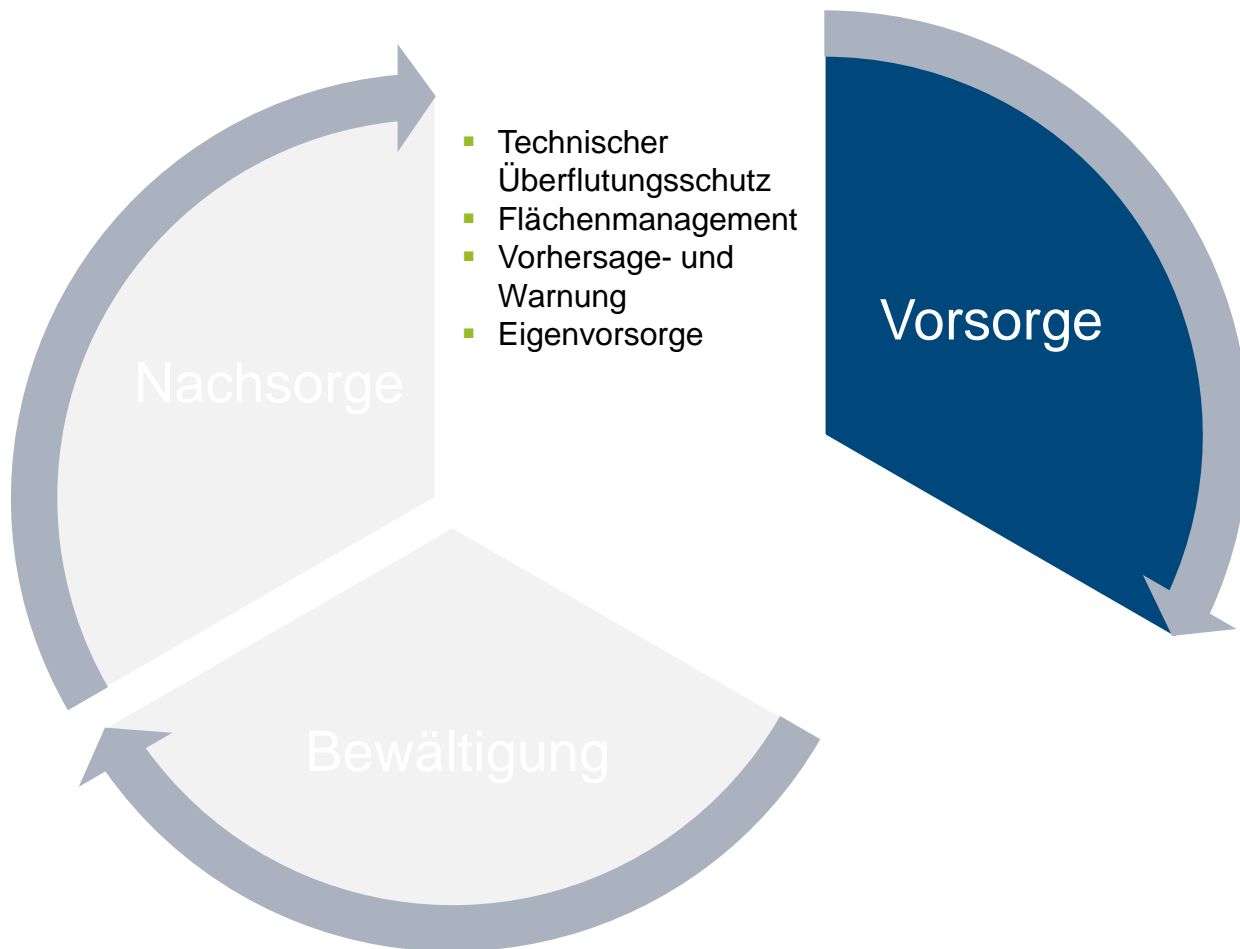 ▪ Technischer
Überflutungsschutz
▪ Flächenmanagement
▪ Vorhersage- und
Warnung
▪ Eigenvorsorge
Vorsorge
Nachsorge
Bewältigung